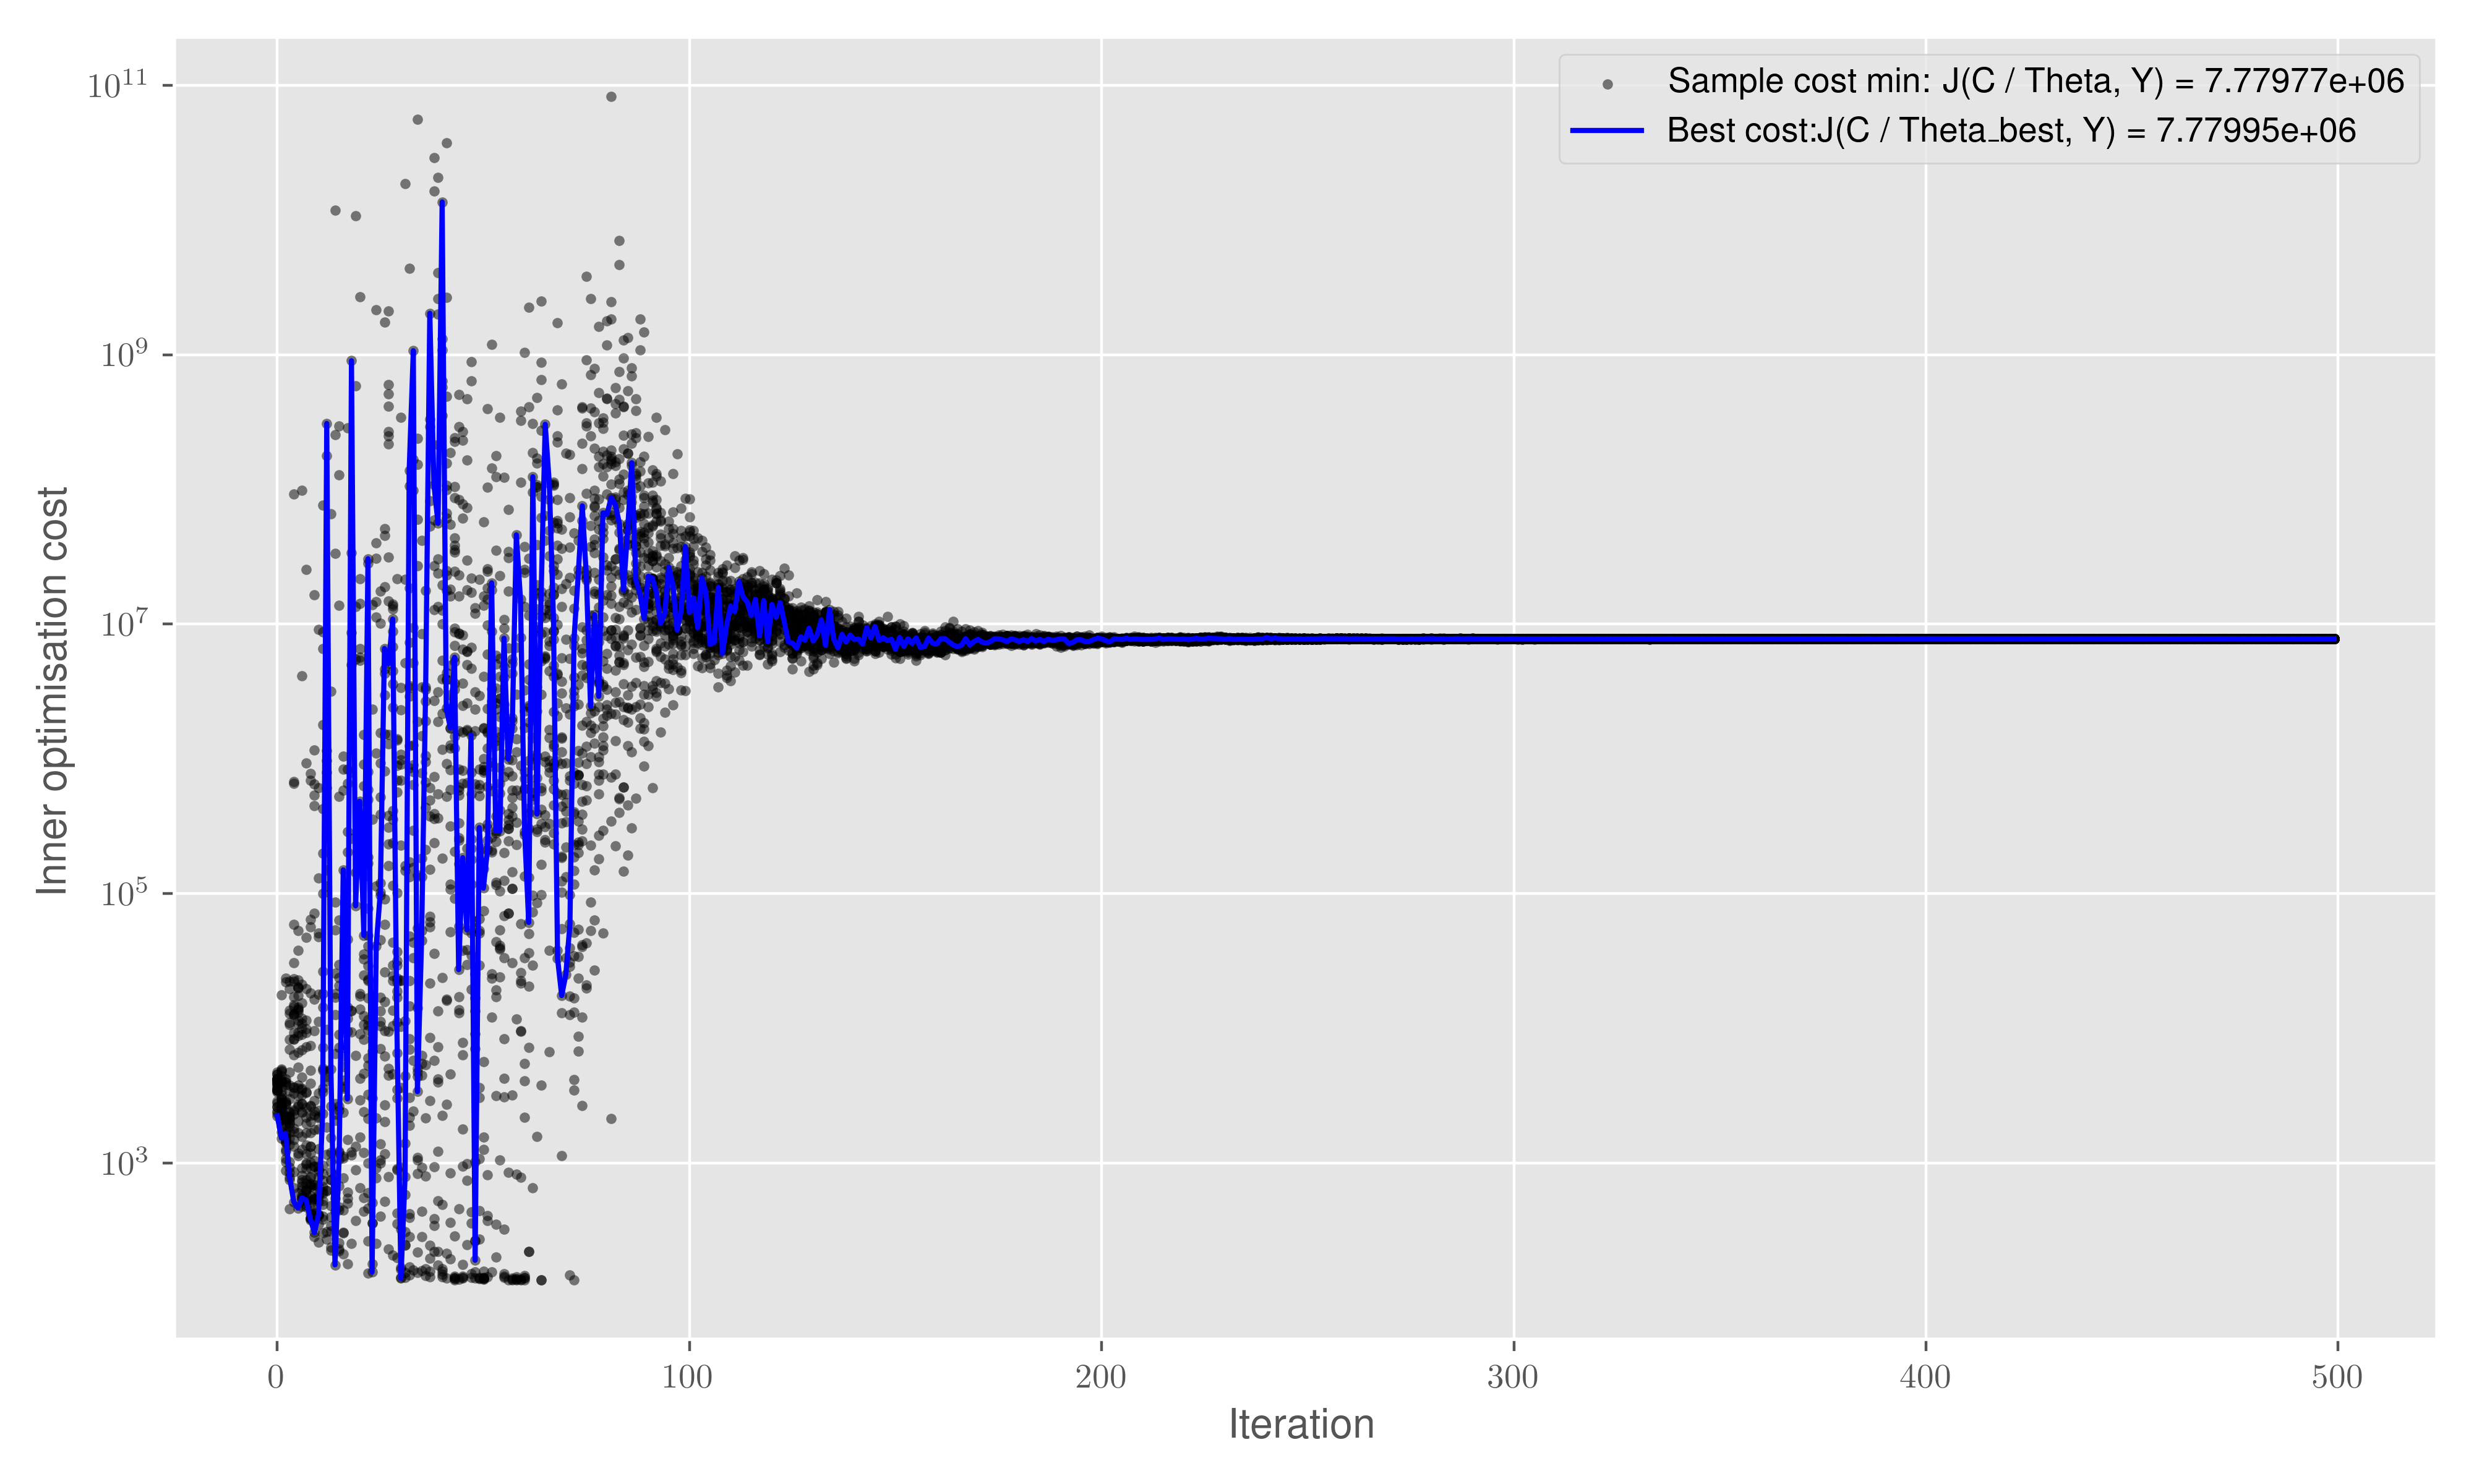 10^11
10^9
10^7
10^5
10^3
Inner optimisation cost
Sample cost min: J(C / Theta, Y) = 7.77977e+06
Best cost:J(C / Theta_best, Y) = 7.77995e+06
0 100 200 300 400 500
Iteration